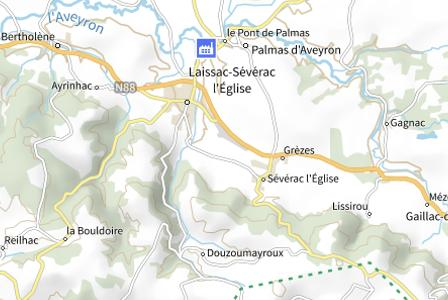 l'Aveyron
le Pont de Palmas
Bertholène
Palmas d'Aveyron
Laissac-Sévérac
l'Église
Ayrinhac
N88
Gagnac
Grèzes
Sévérac l'Église
Lissirou
Gaillac-d
la Bouldoire
Reilhac
Douzoumayroux